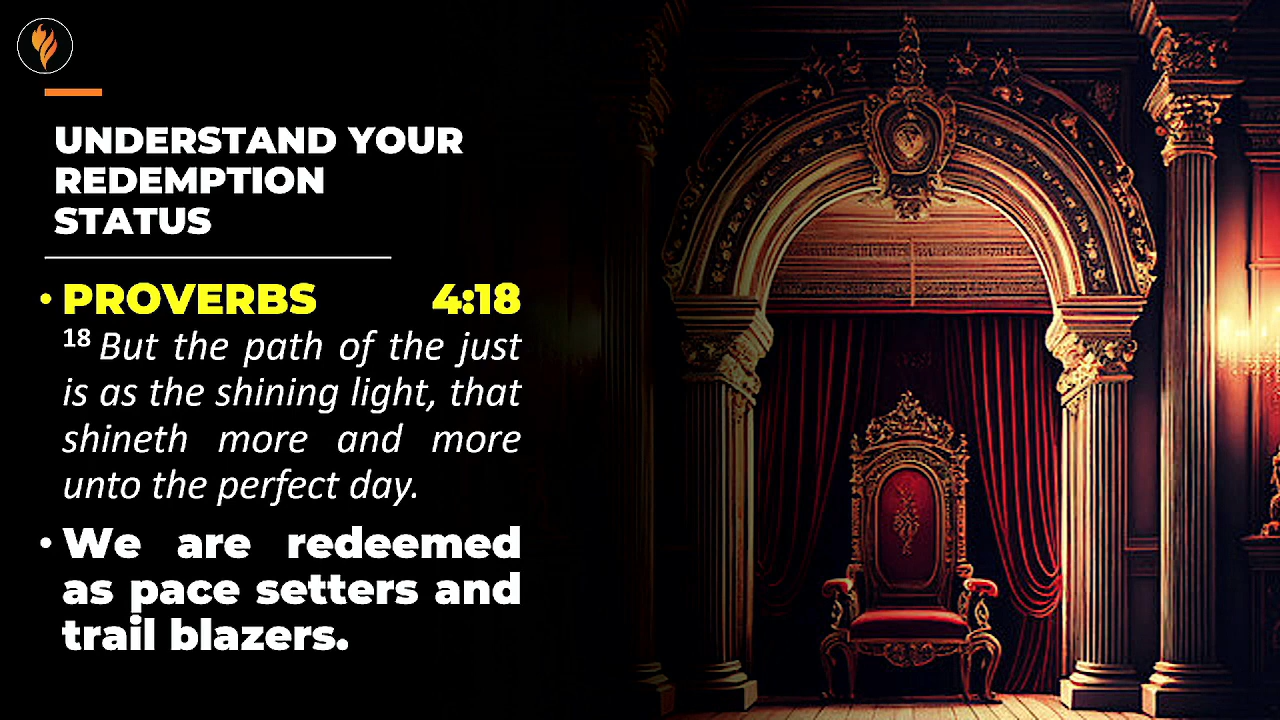 UNDERSTAND YOUR
REDEMPTION
STATUS
• PROVERBS 4:18
18 But the path of the just
is as the shining light, that
shineth more and more
unto the perfect day.
• We are redeemed
as pace setters and
trail blazers.